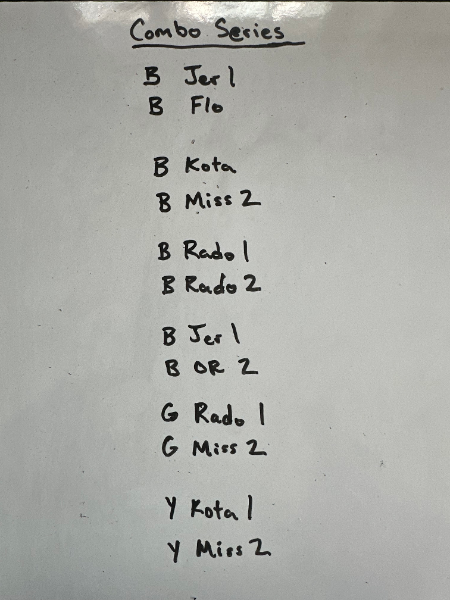 Combo Series
B Jer 1
B Flo
B Kota
B Miss 2
B Rado 1
B Rado 2
B Jer 1
B OR 2
G Rado 1
G Miss 2
Y Kota 1
Y Miss 2